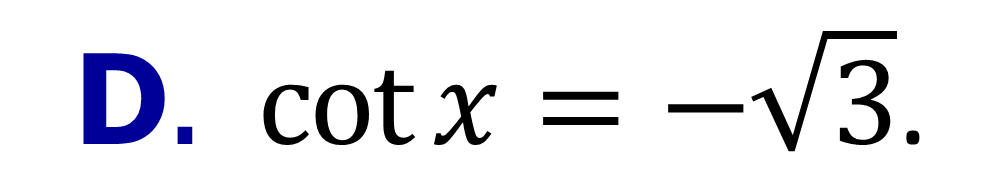 D. cot x = −√3.